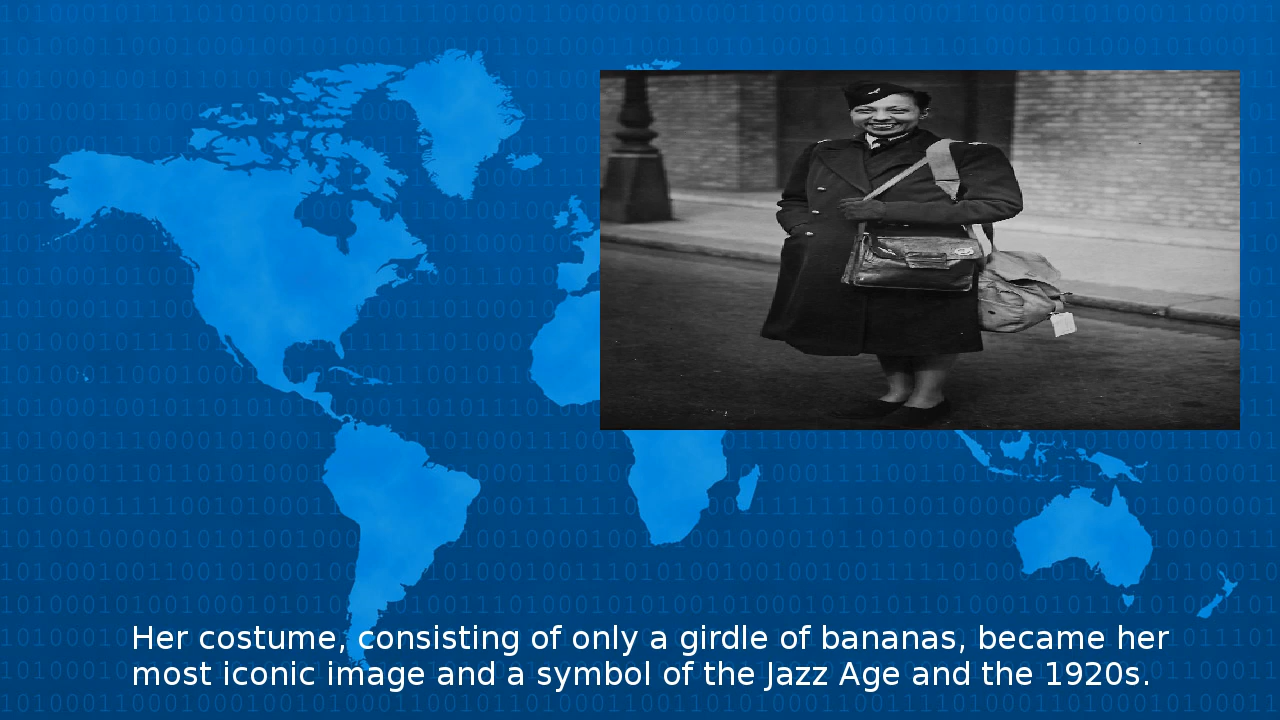 Her costume, consisting of only a girdle of bananas, became her
most iconic image and a symbol of the Jazz Age and the 1920s.